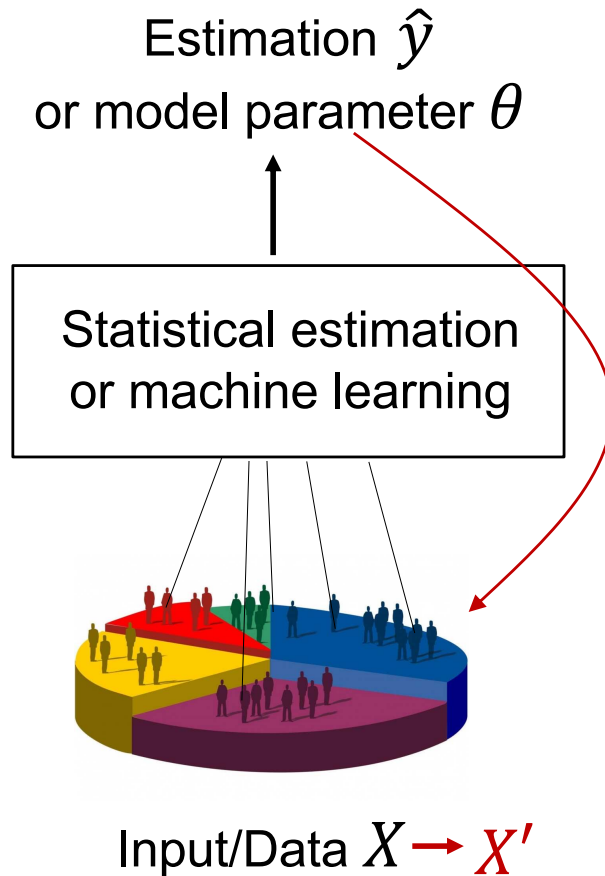 Estimation ŷ
or model parameter θ
Statistical estimation
or machine learning
Input/Data X → X′